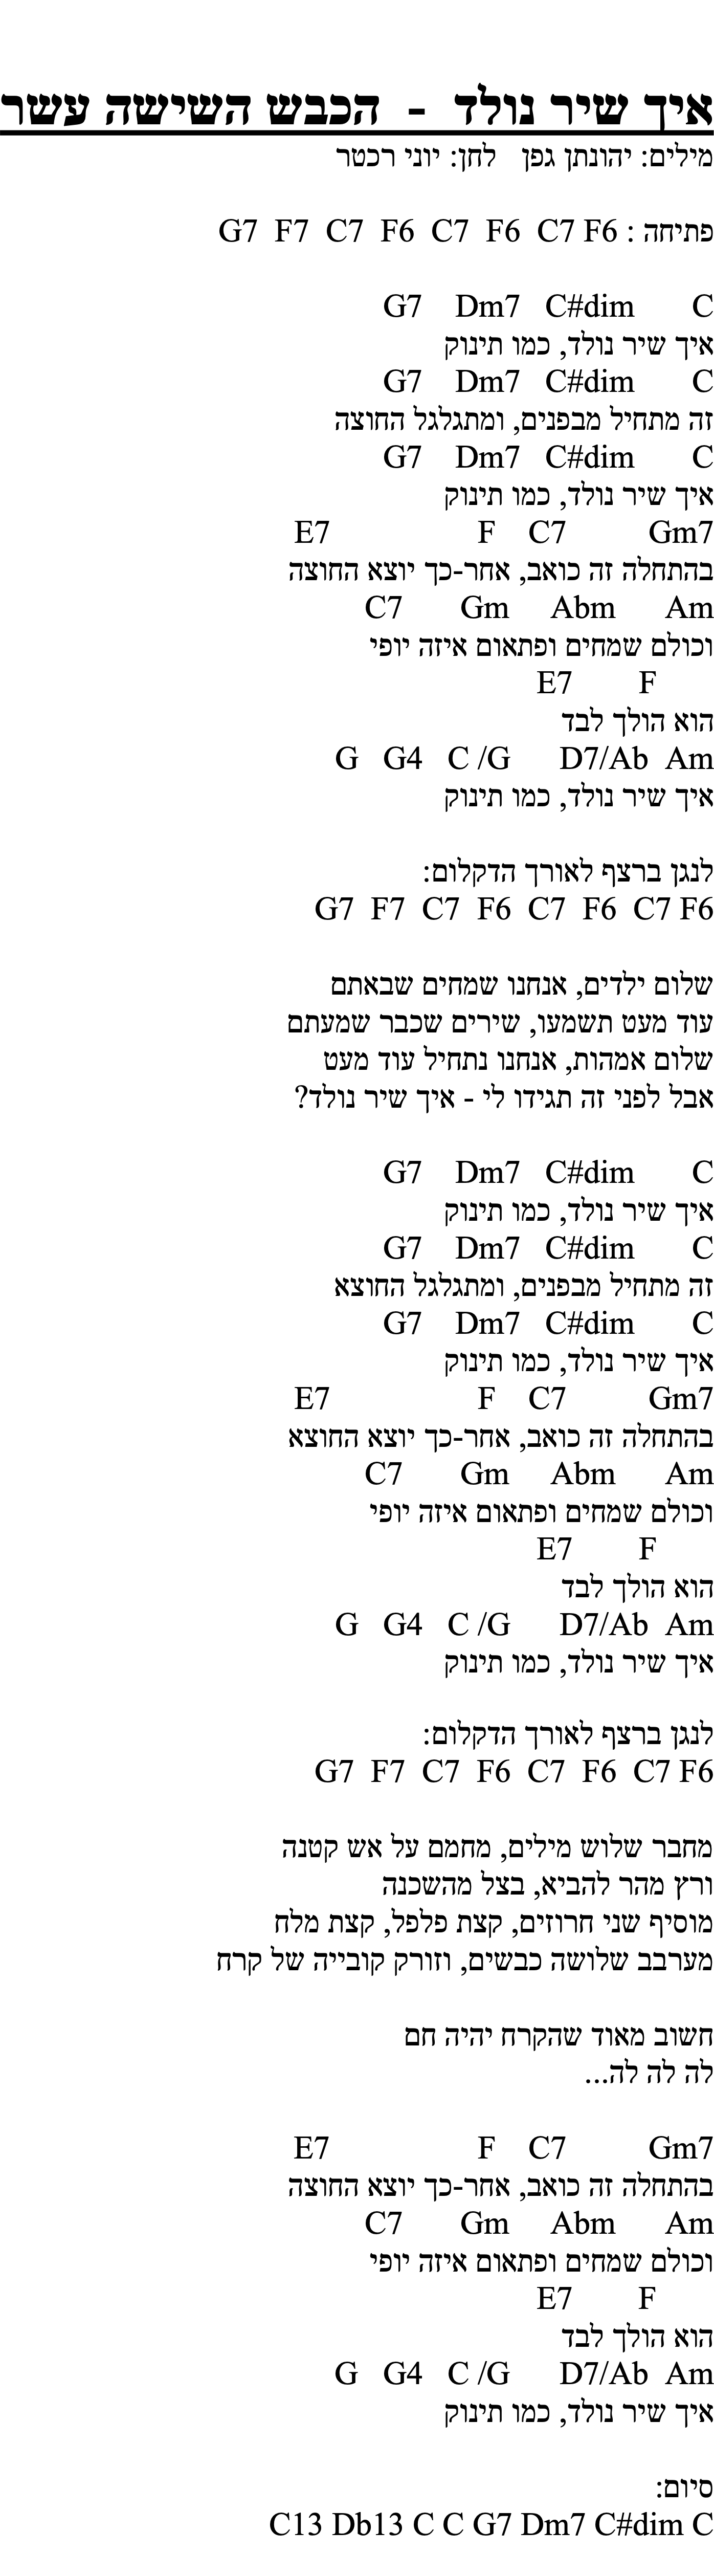 איך שיר נולד - הכבש השישה עשר
מילים: יהונתן גפן לחן: יוני רכטר
פתיחה : G7 F7 C7 F6 C7 F6 C7 F6
G7 Dm7 C#dim C
איך שיר נולד, כמו תינוק
G7 Dm7 C#dim C
זה מתחיל מבפנים, ומתגלגל החוצה
G7 Dm7 C#dim C
איך שיר נולד, כמו תינוק
E7 F C7 Gm7
בהתחלה זה כואב, אחר-כך יוצא החוצה
C7 Gm Abm Am
וכולם שמחים ופתאום איזה יופי
E7 F
הוא הולך לבד
G G4 C /G D7/Ab Am
איך שיר נולד, כמו תינוק
לנגן ברצף לאורך הדקלום:
G7 F7 C7 F6 C7 F6 C7 F6
שלום ילדים, אנחנו שמחים שבאתם
עוד מעט תשמעו, שירים שכבר שמעתם
שלום אמהות, אנחנו נתחיל עוד מעט
אבל לפני זה תגידו לי - איך שיר נולד?
G7 Dm7 C#dim C
איך שיר נולד, כמו תינוק
G7 Dm7 C#dim C
זה מתחיל מבפנים, ומתגלגל החוצא
G7 Dm7 C#dim C
איך שיר נולד, כמו תינוק
E7 F C7 Gm7
בהתחלה זה כואב, אחר-כך יוצא החוצא
C7 Gm Abm Am
וכולם שמחים ופתאום איזה יופי
E7 F
הוא הולך לבד
G G4 C /G D7/Ab Am
איך שיר נולד, כמו תינוק
לנגן ברצף לאורך הדקלום:
G7 F7 C7 F6 C7 F6 C7 F6
מחבר שלוש מילים, מחמם על אש קטנה
ורץ מהר להביא, בצל מהשכנה
מוסיף שני חרוזים, קצת פלפל, קצת מלח
מערבב שלושה כבשים, וזורק קובייה של קרח
חשוב מאוד שהקרח יהיה חם
לה לה לה...
E7 F C7 Gm7
בהתחלה זה כואב, אחר-כך יוצא החוצה
C7 Gm Abm Am
וכולם שמחים ופתאום איזה יופי
E7 F
הוא הולך לבד
G G4 C /G D7/Ab Am
איך שיר נולד, כמו תינוק
סיום:
C13 Db13 C C G7 Dm7 C#dim C